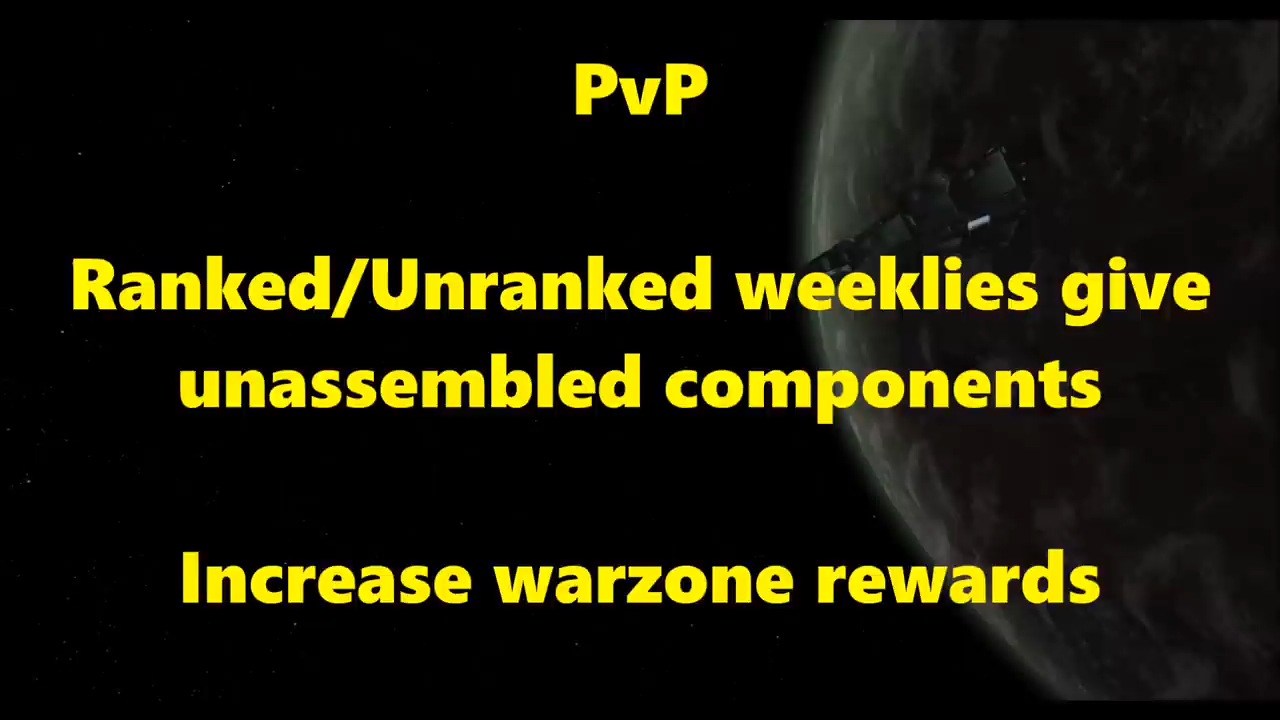 PvP
Ranked/Unranked weeklies give
unassembled components
Increase warzone rewards